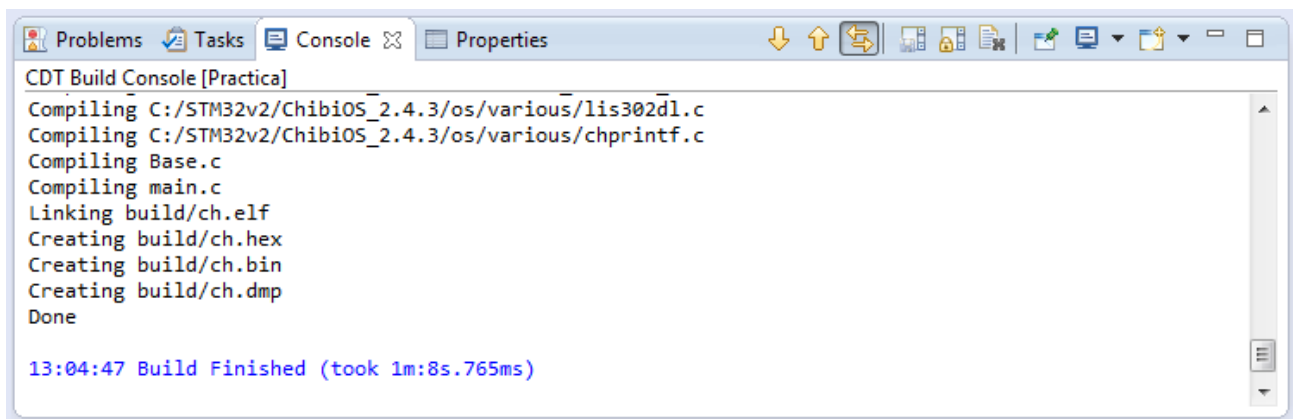 Problems Tasks Console Properties
CDT Build Console [Practica]
Compiling C:/STM32v2/ChibiOS_2.4.3/os/various/lis302dl.c
Compiling C:/STM32v2/ChibiOS_2.4.3/os/various/chprintf.c
Compiling Base.c
Compiling main.c
Linking build/ch.elf
Creating build/ch.hex
Creating build/ch.bin
Creating build/ch.dmp
Done
13:04:47 Build Finished (took 1m:8s.765ms)